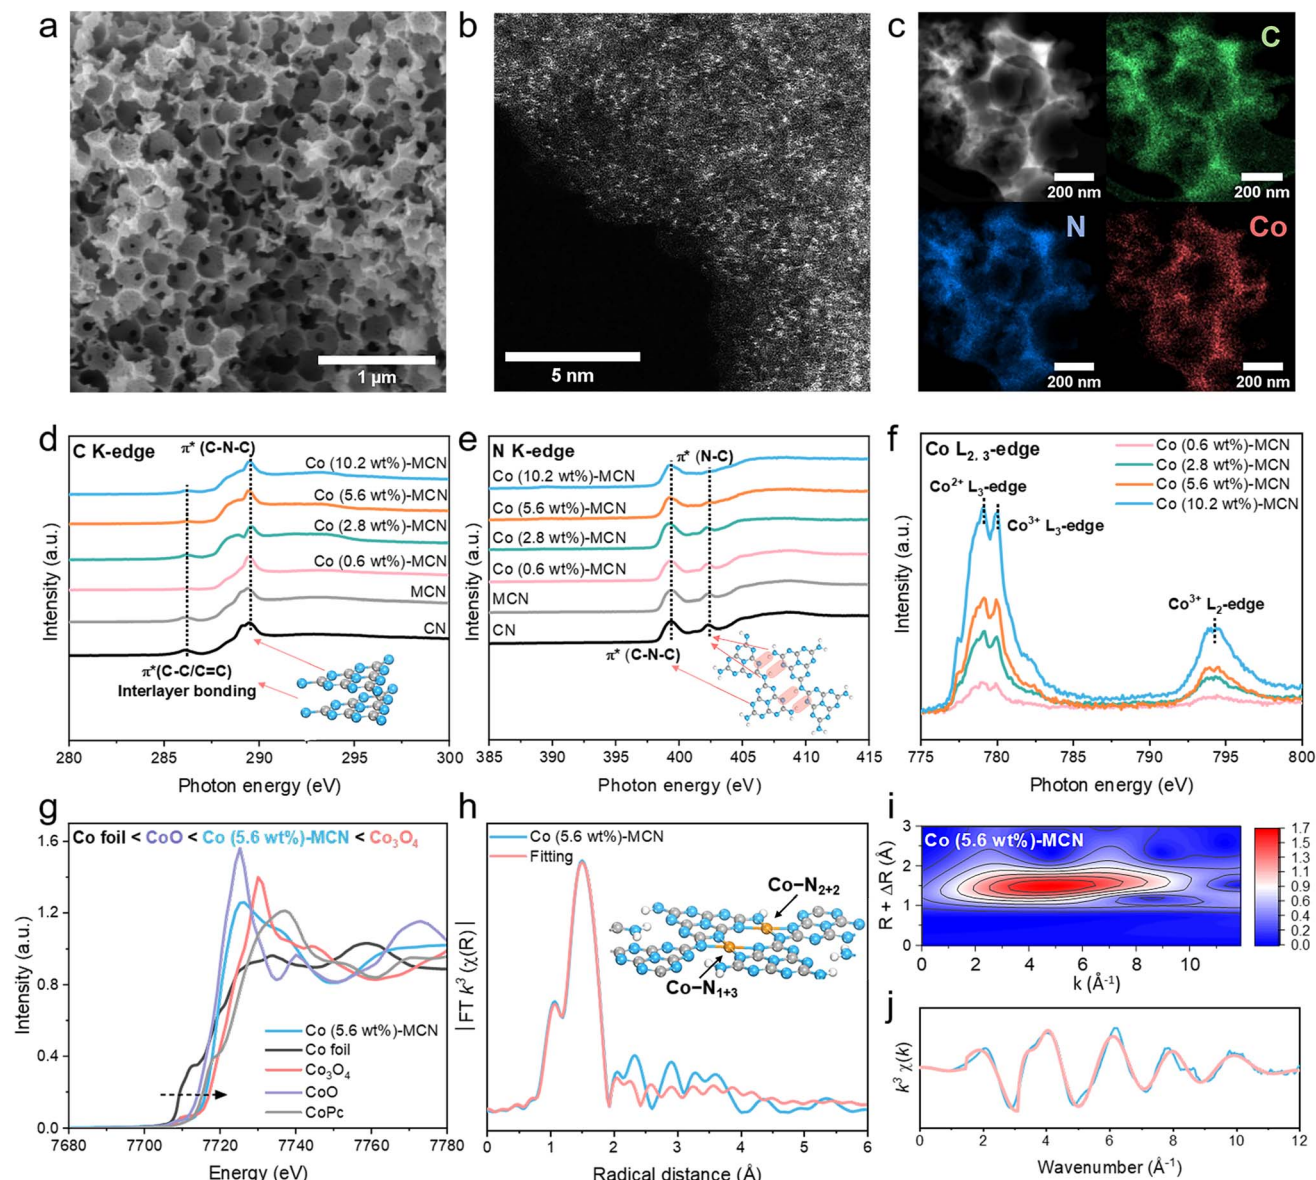 a
b
c
C
N
Co
1 µm
5 nm
200 nm
200 nm
200 nm
200 nm
d
C K-edge
π* (C-N-C)
Co (10.2 wt%)-MCN
Co (5.6 wt%)-MCN
Co (2.8 wt%)-MCN
Co (0.6 wt%)-MCN
MCN
CN
π*(C-C/C=C)
Interlayer bonding
Intensity (a.u.)
280 285 290 295 300
Photon energy (eV)
e
N K-edge
π* (N-C)
Co (10.2 wt%)-MCN
Co (5.6 wt%)-MCN
Co (2.8 wt%)-MCN
Co (0.6 wt%)-MCN
MCN
CN
π* (C-N-C)
Intensity (a.u.)
385 390 395 400 405 410 415
Photon energy (eV)
f
Co L2, 3-edge
Co (0.6 wt%)-MCN
Co (2.8 wt%)-MCN
Co (5.6 wt%)-MCN
Co (10.2 wt%)-MCN
Co2+ L3-edge
Co3+ L3-edge
Co3+ L2-edge
Intensity (a.u.)
775 780 785 790 795 800
Photon energy (eV)
g
Co foil < CoO < Co (5.6 wt%)-MCN < Co3O4
1.6
1.2
0.8
0.4
0.0
Intensity (a.u.)
Co (5.6 wt%)-MCN
Co foil
Co3O4
CoO
CoPc
7680 7700 7720 7740 7760 7780
Energy (eV)
h
Co (5.6 wt%)-MCN
Fitting
Co–N2+2
Co–N1+3
| FT k3 (χ(R) |
0 1 2 3 4 5 6
Radical distance (Å)
i
Co (5.6 wt%)-MCN
R + ΔR (Å)
3
2
1
0
0 2 4 6 8 10
k (Å-1)
1.7
1.5
1.3
1.1
0.9
0.7
0.4
0.2
0.0
j
k3 χ(k)
0 2 4 6 8 10 12
Wavenumber (Å-1)